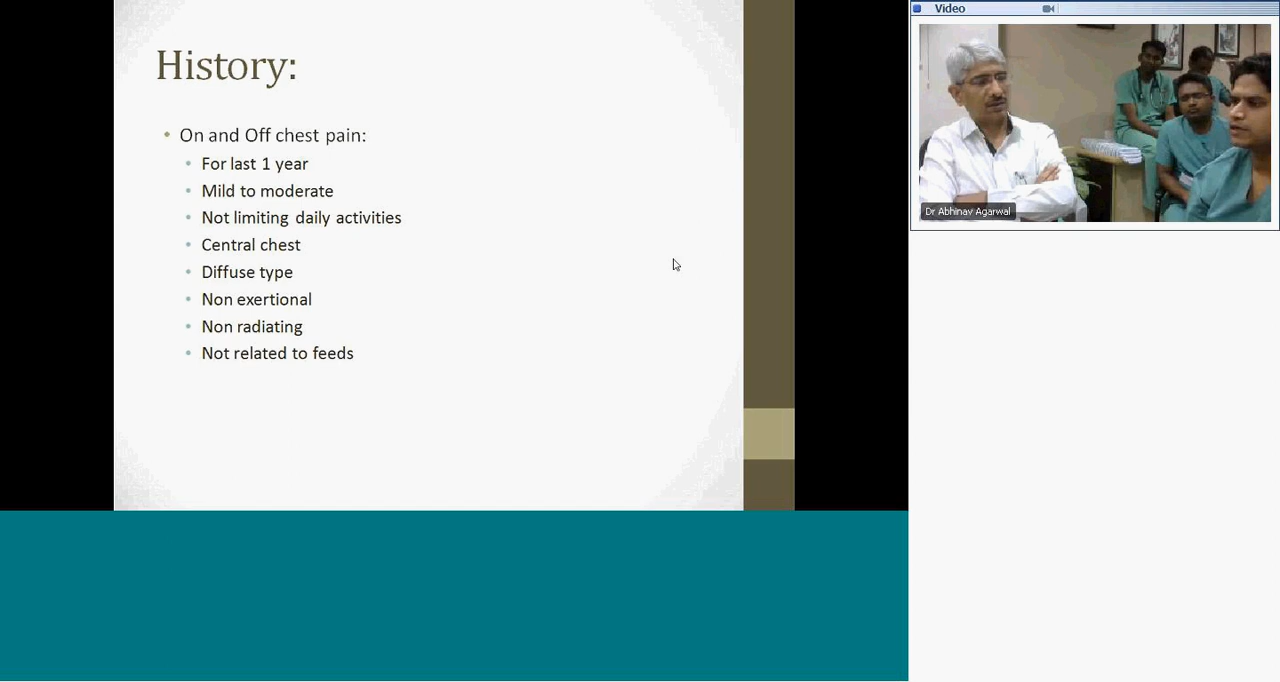 History:
On and Off chest pain:
For last 1 year
Mild to moderate
Not limiting daily activities
Central chest
Diffuse type
Non exertional
Non radiating
Not related to feeds
Video
Dr Abhinav Agarwal